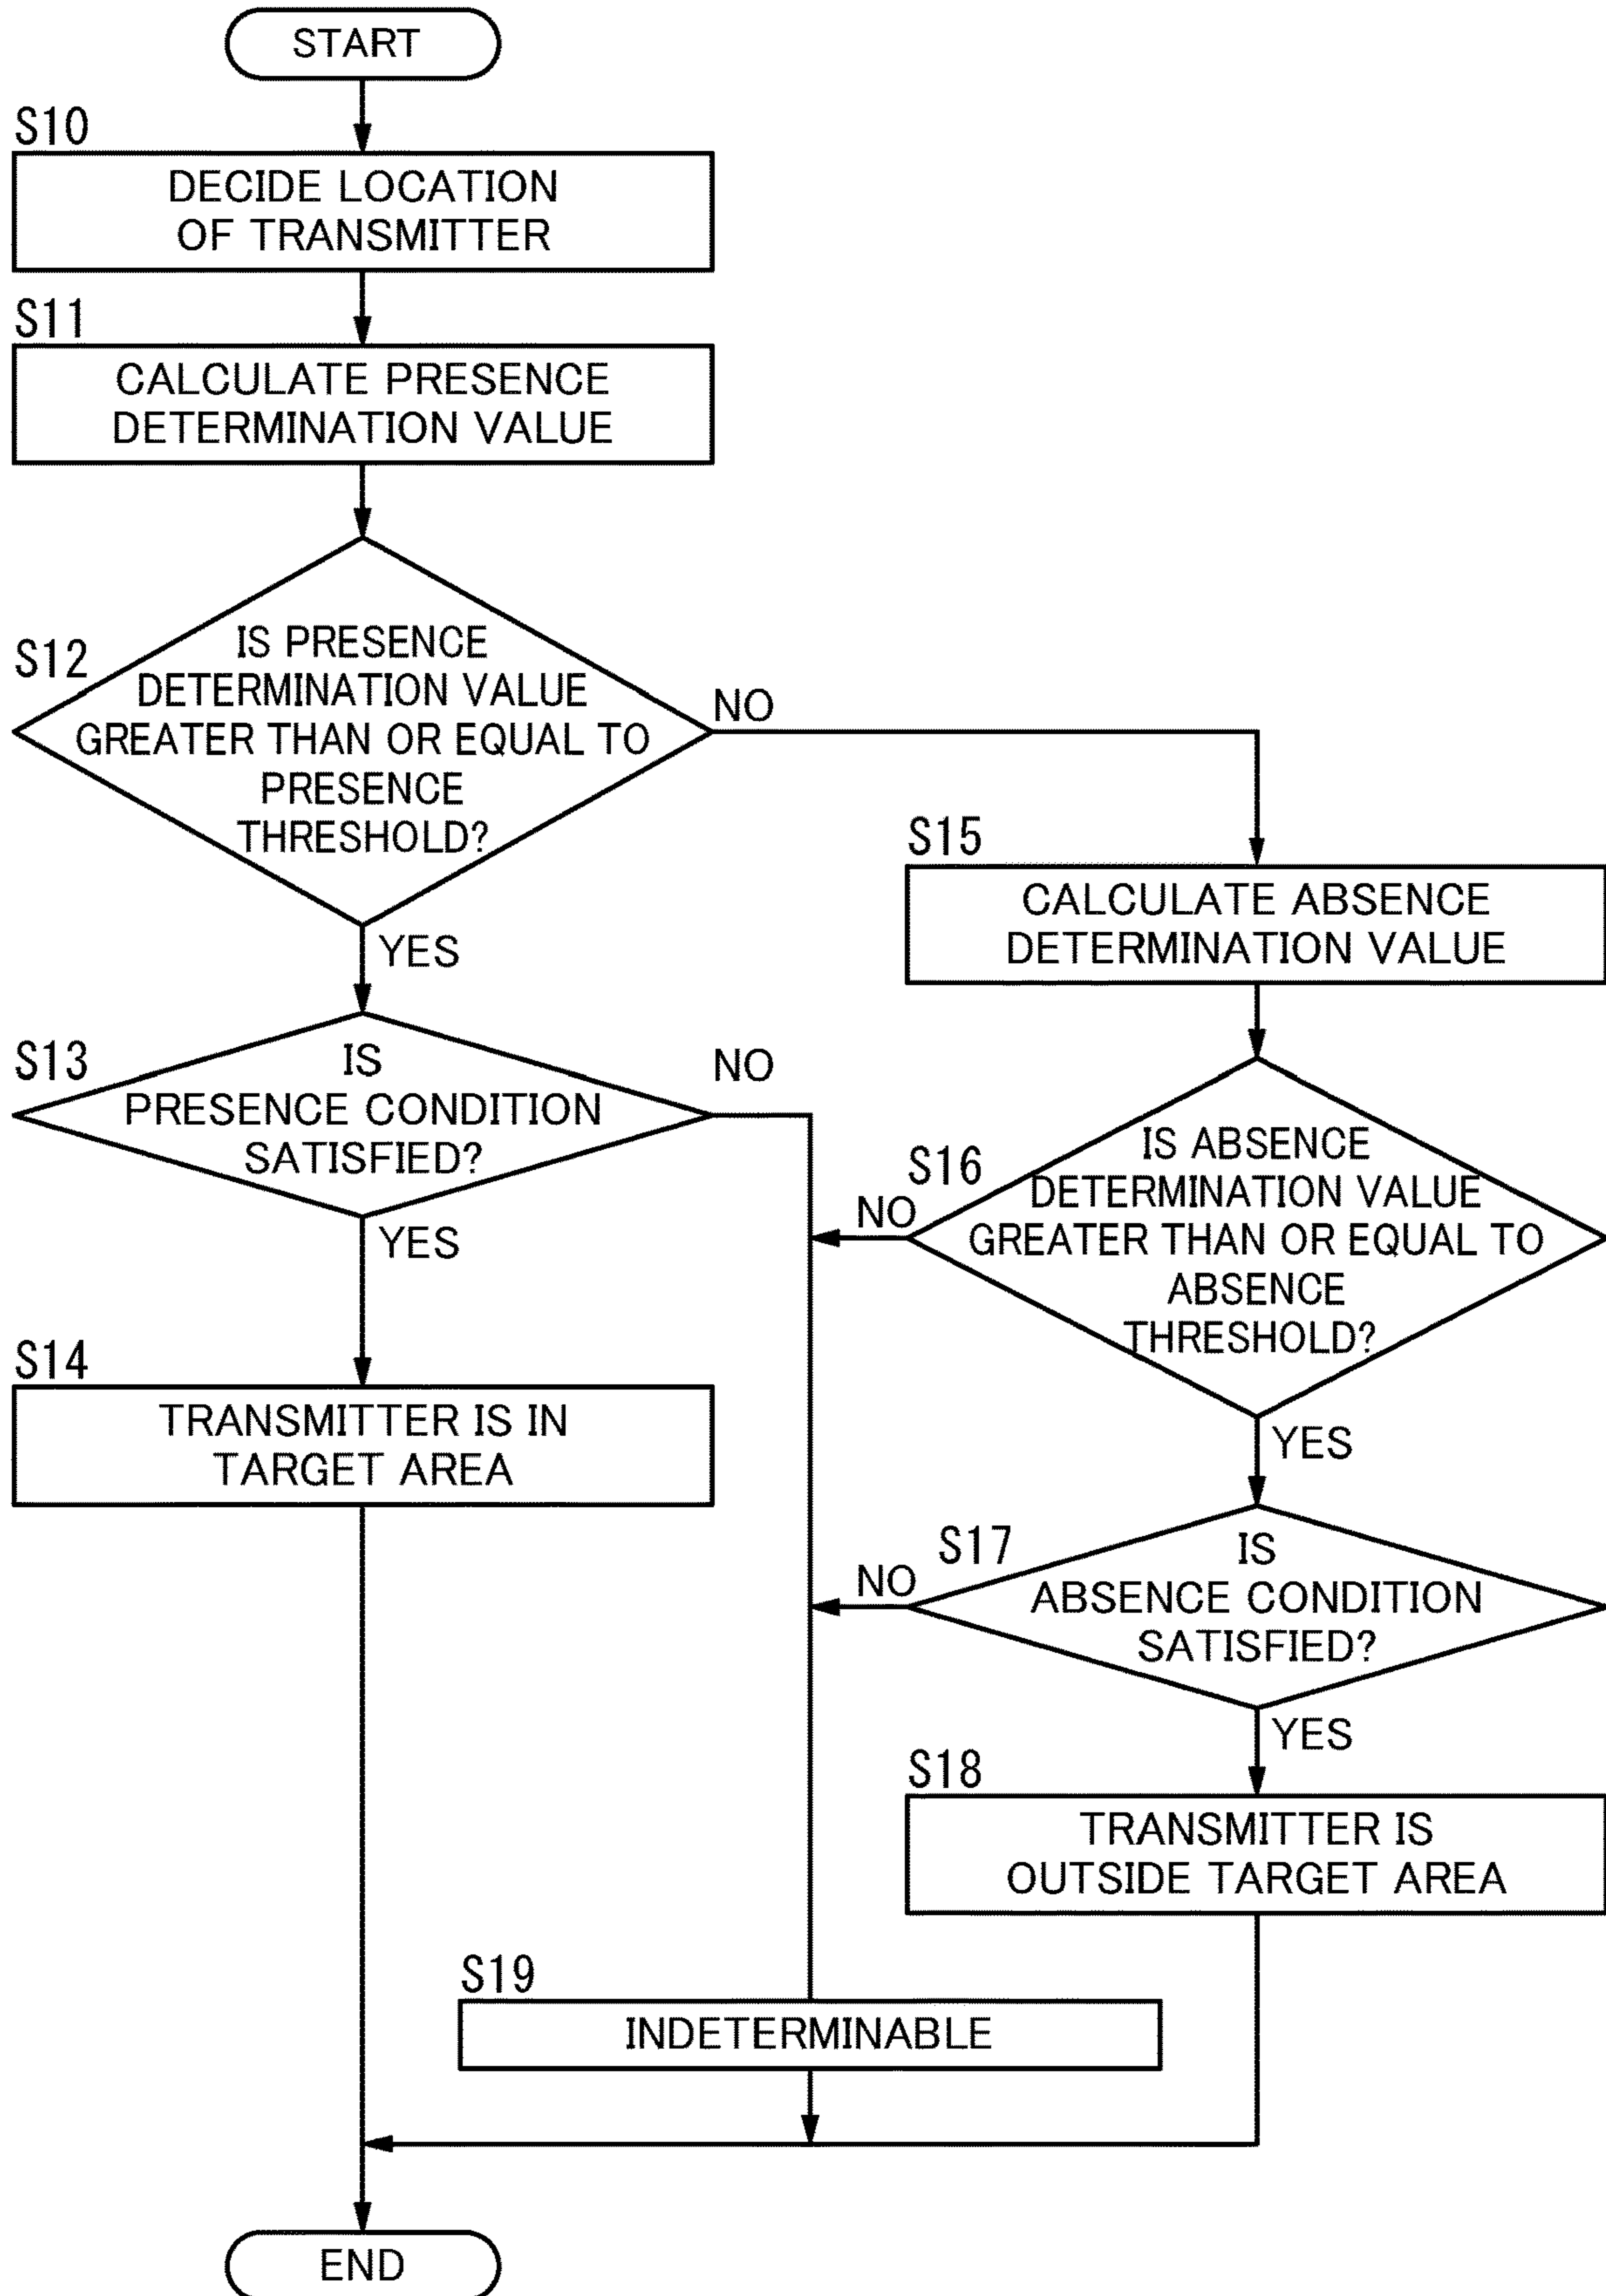 START
S10
DECIDE LOCATION
OF TRANSMITTER
S11
CALCULATE PRESENCE
DETERMINATION VALUE
S12
IS PRESENCE
DETERMINATION VALUE
GREATER THAN OR EQUAL TO
PRESENCE
THRESHOLD?
NO
YES
S13
IS
PRESENCE CONDITION
SATISFIED?
NO
YES
S14
TRANSMITTER IS IN
TARGET AREA
S15
CALCULATE ABSENCE
DETERMINATION VALUE
S16
IS ABSENCE
DETERMINATION VALUE
GREATER THAN OR EQUAL TO
ABSENCE
THRESHOLD?
NO
YES
S17
IS
ABSENCE CONDITION
SATISFIED?
NO
YES
S18
TRANSMITTER IS
OUTSIDE TARGET AREA
S19
INDETERMINABLE
END